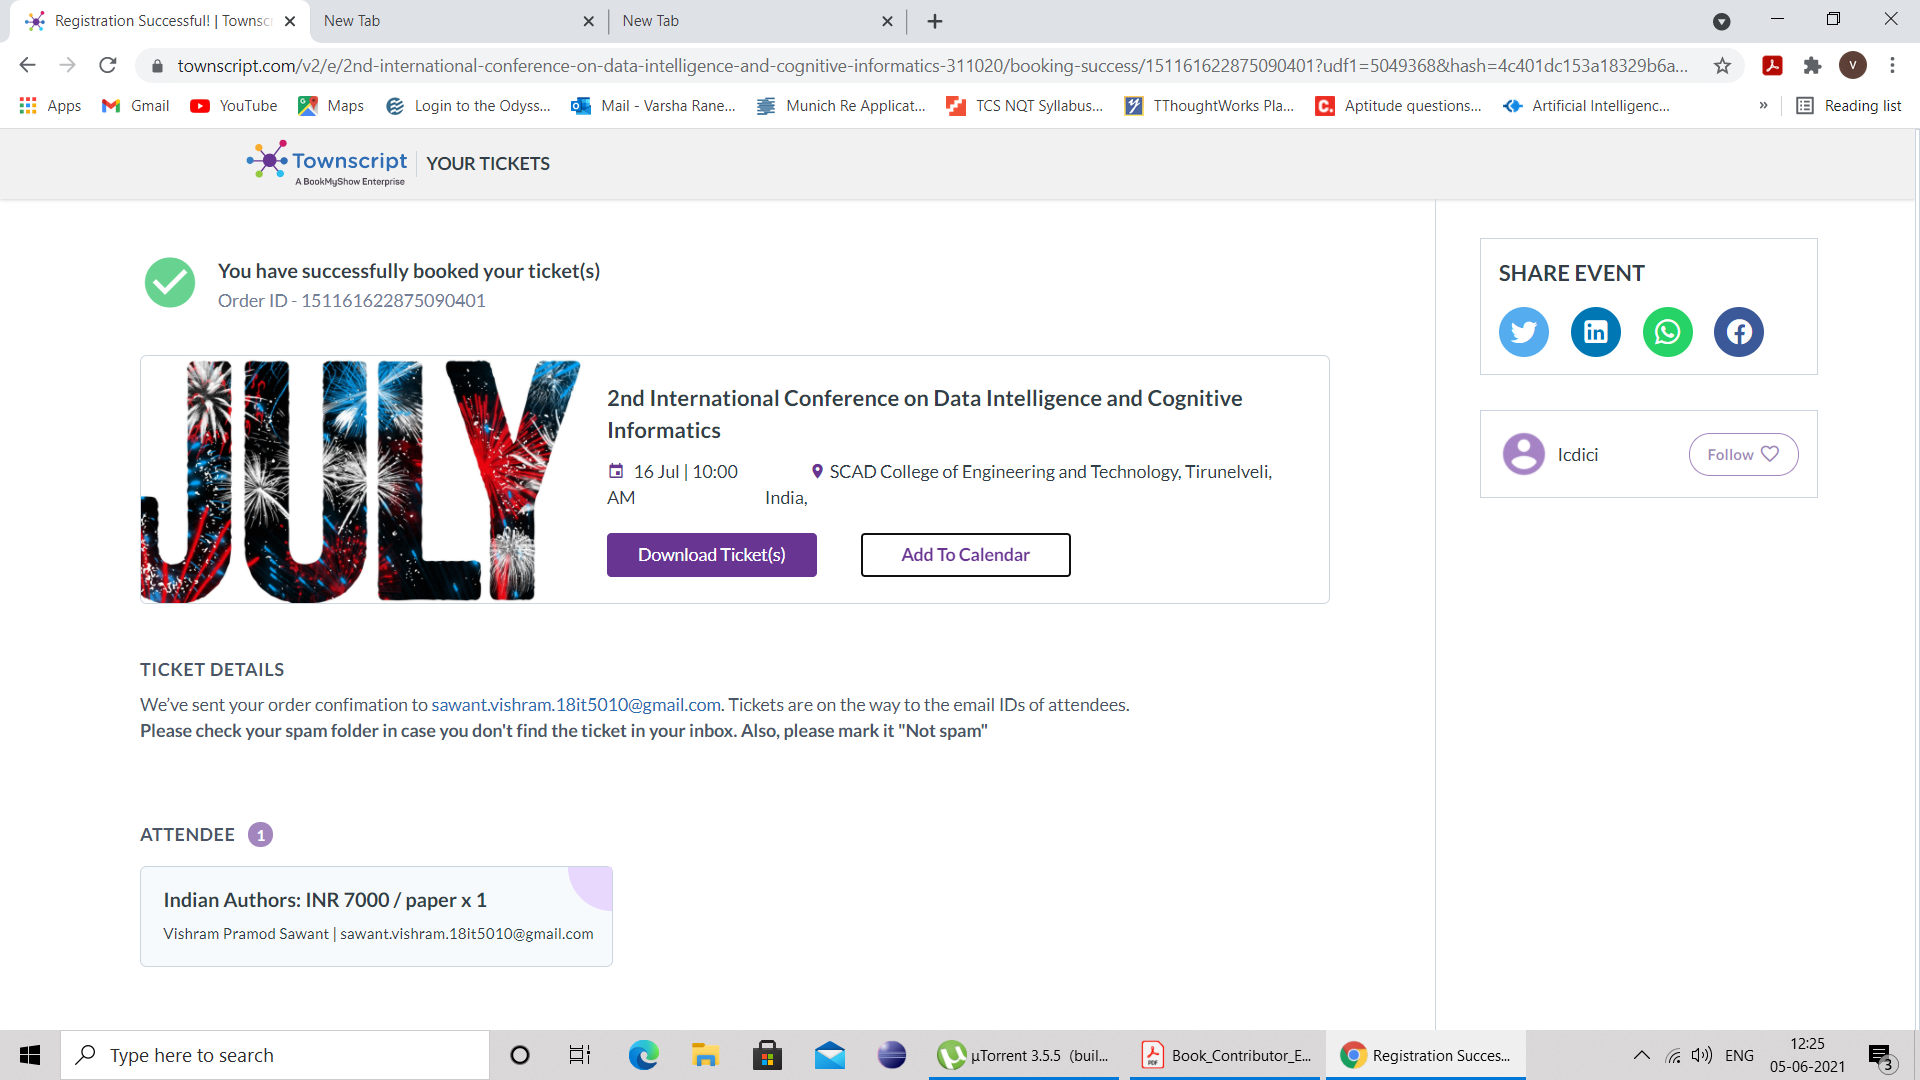 Registration Successful! | Townscr
New Tab
New Tab
townscript.com/v2/e/2nd-international-conference-on-data-intelligence-and-cognitive-informatics-311020/booking-success/151161622875090401?udf1=5049368&hash=4c401dc153a18329b6a...
V
Apps
Gmail
YouTube
Maps
Login to the Odyss...
Mail - Varsha Rane...
Munich Re Applicat...
TCS NQT Syllabus...
TThoughtWorks Pla...
Aptitude questions...
Artificial Intelligenc...
»
Reading list
Townscript
A BookMyShow Enterprise
YOUR TICKETS
You have successfully booked your ticket(s)
Order ID - 151161622875090401
JULY
2nd International Conference on Data Intelligence and Cognitive
Informatics
16 Jul | 10:00
AM
SCAD College of Engineering and Technology, Tirunelveli,
India,
Download Ticket(s)
Add To Calendar
TICKET DETAILS
We've sent your order confimation to sawant.vishram.18it5010@gmail.com. Tickets are on the way to the email IDs of attendees.
Please check your spam folder in case you don't find the ticket in your inbox. Also, please mark it "Not spam"
ATTENDEE 1
Indian Authors: INR 7000 / paper x 1
Vishram Pramod Sawant | sawant.vishram.18it5010@gmail.com
SHARE EVENT
Icdici
Follow
Type here to search
µTorrent 3.5.5 (buil...
Book_Contributor_E...
Registration Succes...
ENG
12:25
05-06-2021
3